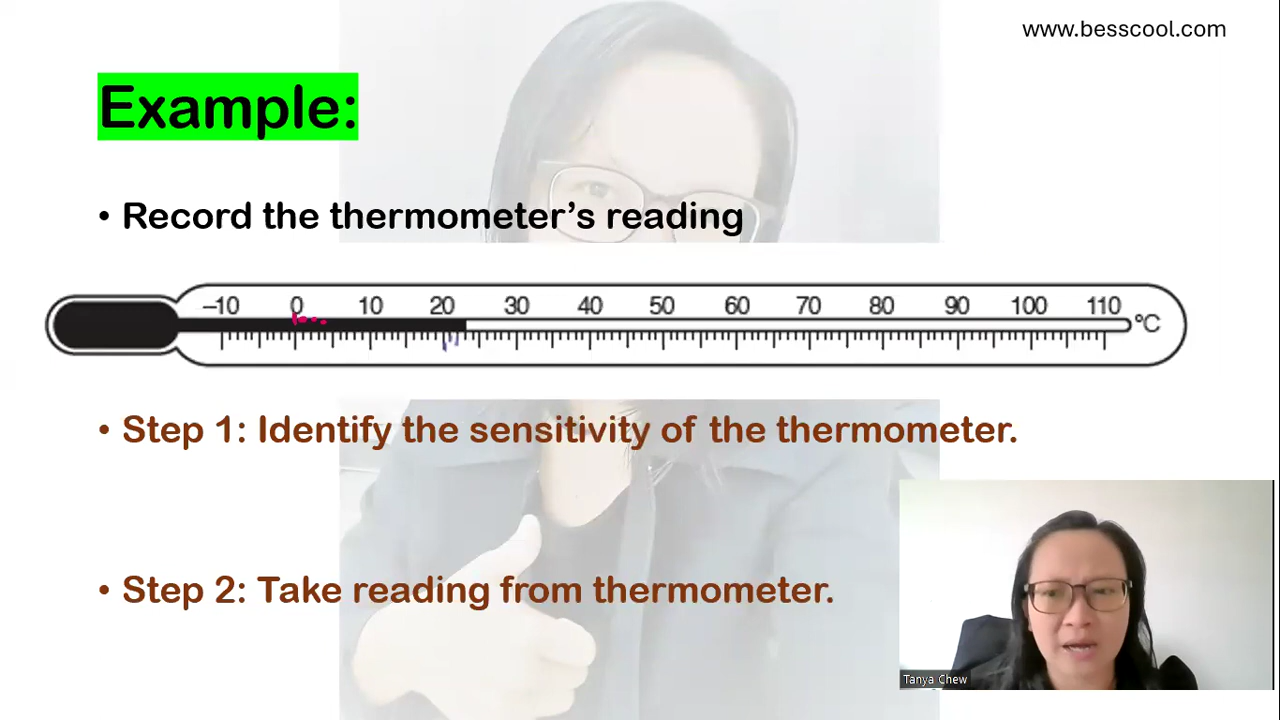 www.besscool.com
Example:
• Record the thermometer’s reading
–10 0 10 20 30 40 50 60 70 80 90 100 110
°C
• Step 1: Identify the sensitivity of the thermometer.
• Step 2: Take reading from thermometer.
Tanya Chew